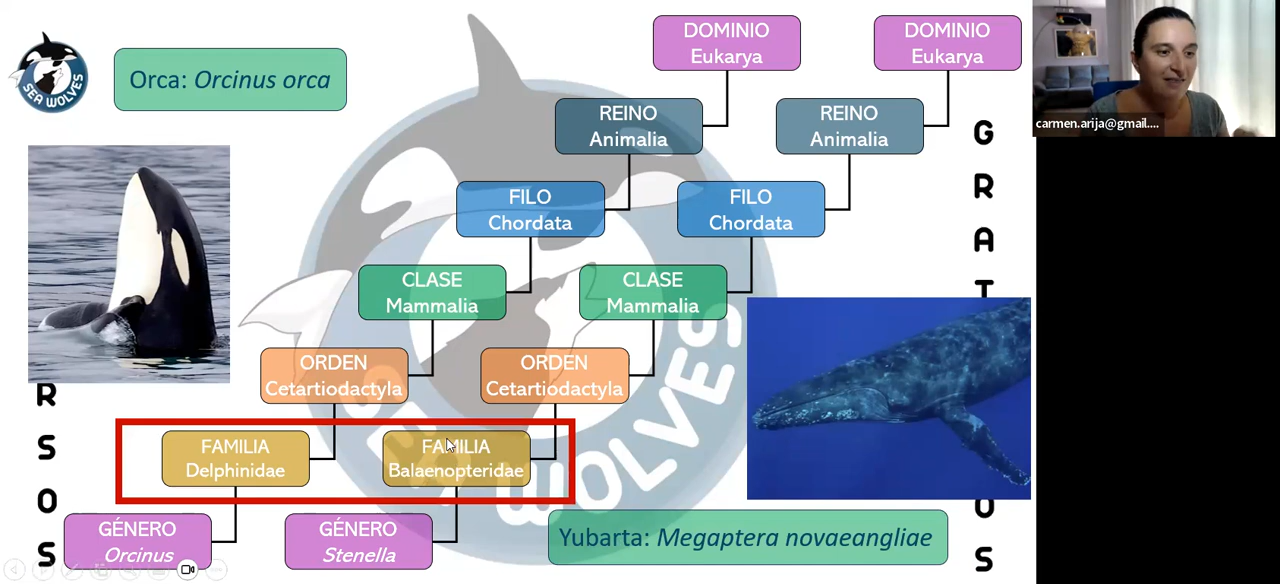 SEA WOLVES
Orca: Orcinus orca
DOMINIO
Eukarya
DOMINIO
Eukarya
REINO
Animalia
REINO
Animalia
FILO
Chordata
FILO
Chordata
CLASE
Mammalia
CLASE
Mammalia
ORDEN
Cetartiodactyla
ORDEN
Cetartiodactyla
FAMILIA
Delphinidae
FAMILIA
Balaenopteridae
GÉNERO
Orcinus
GÉNERO
Stenella
Yubarta: Megaptera novaeangliae
R
S
O
S
G
R
A
T
U
O
S
WOLVES
carmen.arija@gmail....